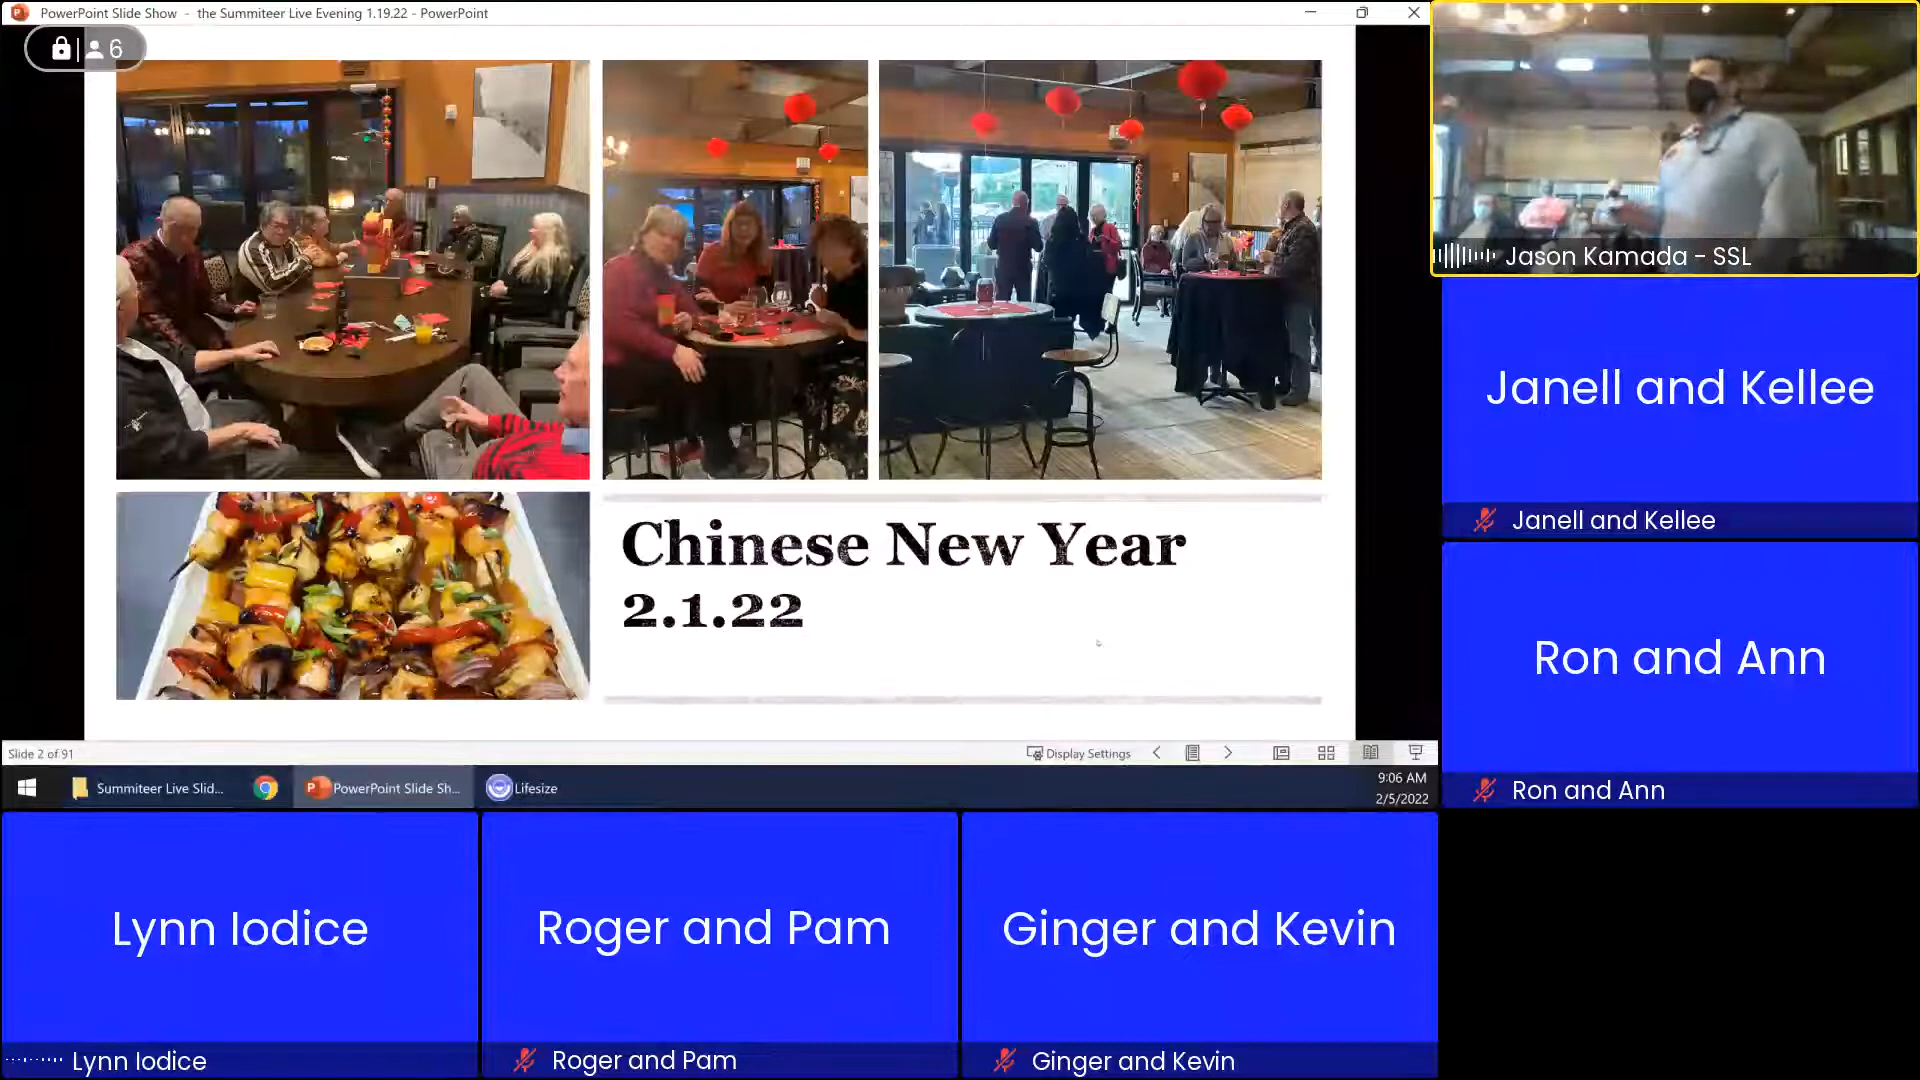 PowerPoint Slide Show - the Summiteer Live Evening 1.19.22 - PowerPoint
6
Chinese New Year
2.1.22
Slide 2 of 91
Display Settings
Summiteer Live Slid...
PowerPoint Slide Sh...
Lifesize
9:06 AM
2/5/2022
Jason Kamada - SSL
Janell and Kellee
Janell and Kellee
Ron and Ann
Ron and Ann
Lynn Iodice
Lynn Iodice
Roger and Pam
Roger and Pam
Ginger and Kevin
Ginger and Kevin